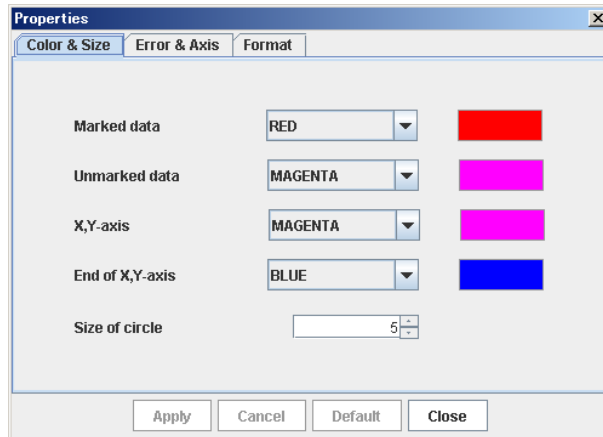 Properties
Color & Size Error & Axis Format
Marked data RED
Unmarked data MAGENTA
X,Y-axis MAGENTA
End of X,Y-axis BLUE
Size of circle 5
Apply Cancel Default Close